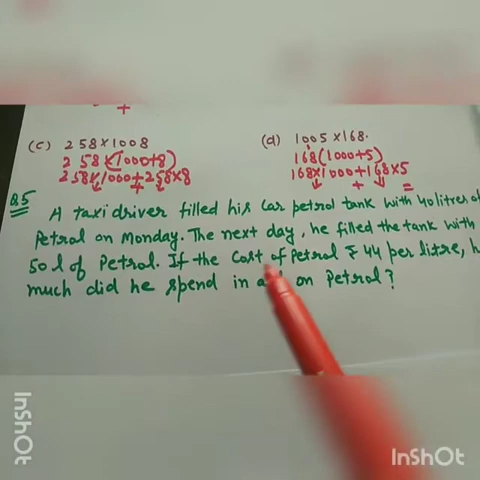 (c) 258×1008
258×(1000+8)
258×1000+258×8
(d) 1005×168.
168(1000+5)
168×1000+168×5
+
=
Q.5
A taxi driver filled his car petrol tank with 40 litres of
Petrol on Monday. The next day, he filled the tank with
50 l of Petrol. If the cost of Petrol ₹ 44 per litre, h
much did he spend in on Petrol?
InShOt
InShOt